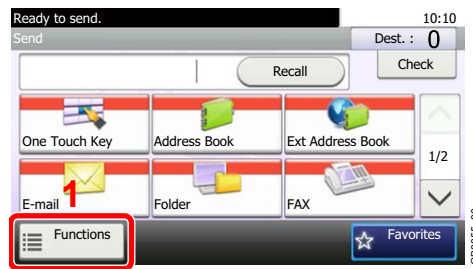 Ready to send. 10:10
Send Dest. : 0
Recall Check
One Touch Key Address Book Ext Address Book
1/2
E-mail 1 Folder FAX
Functions Favorites